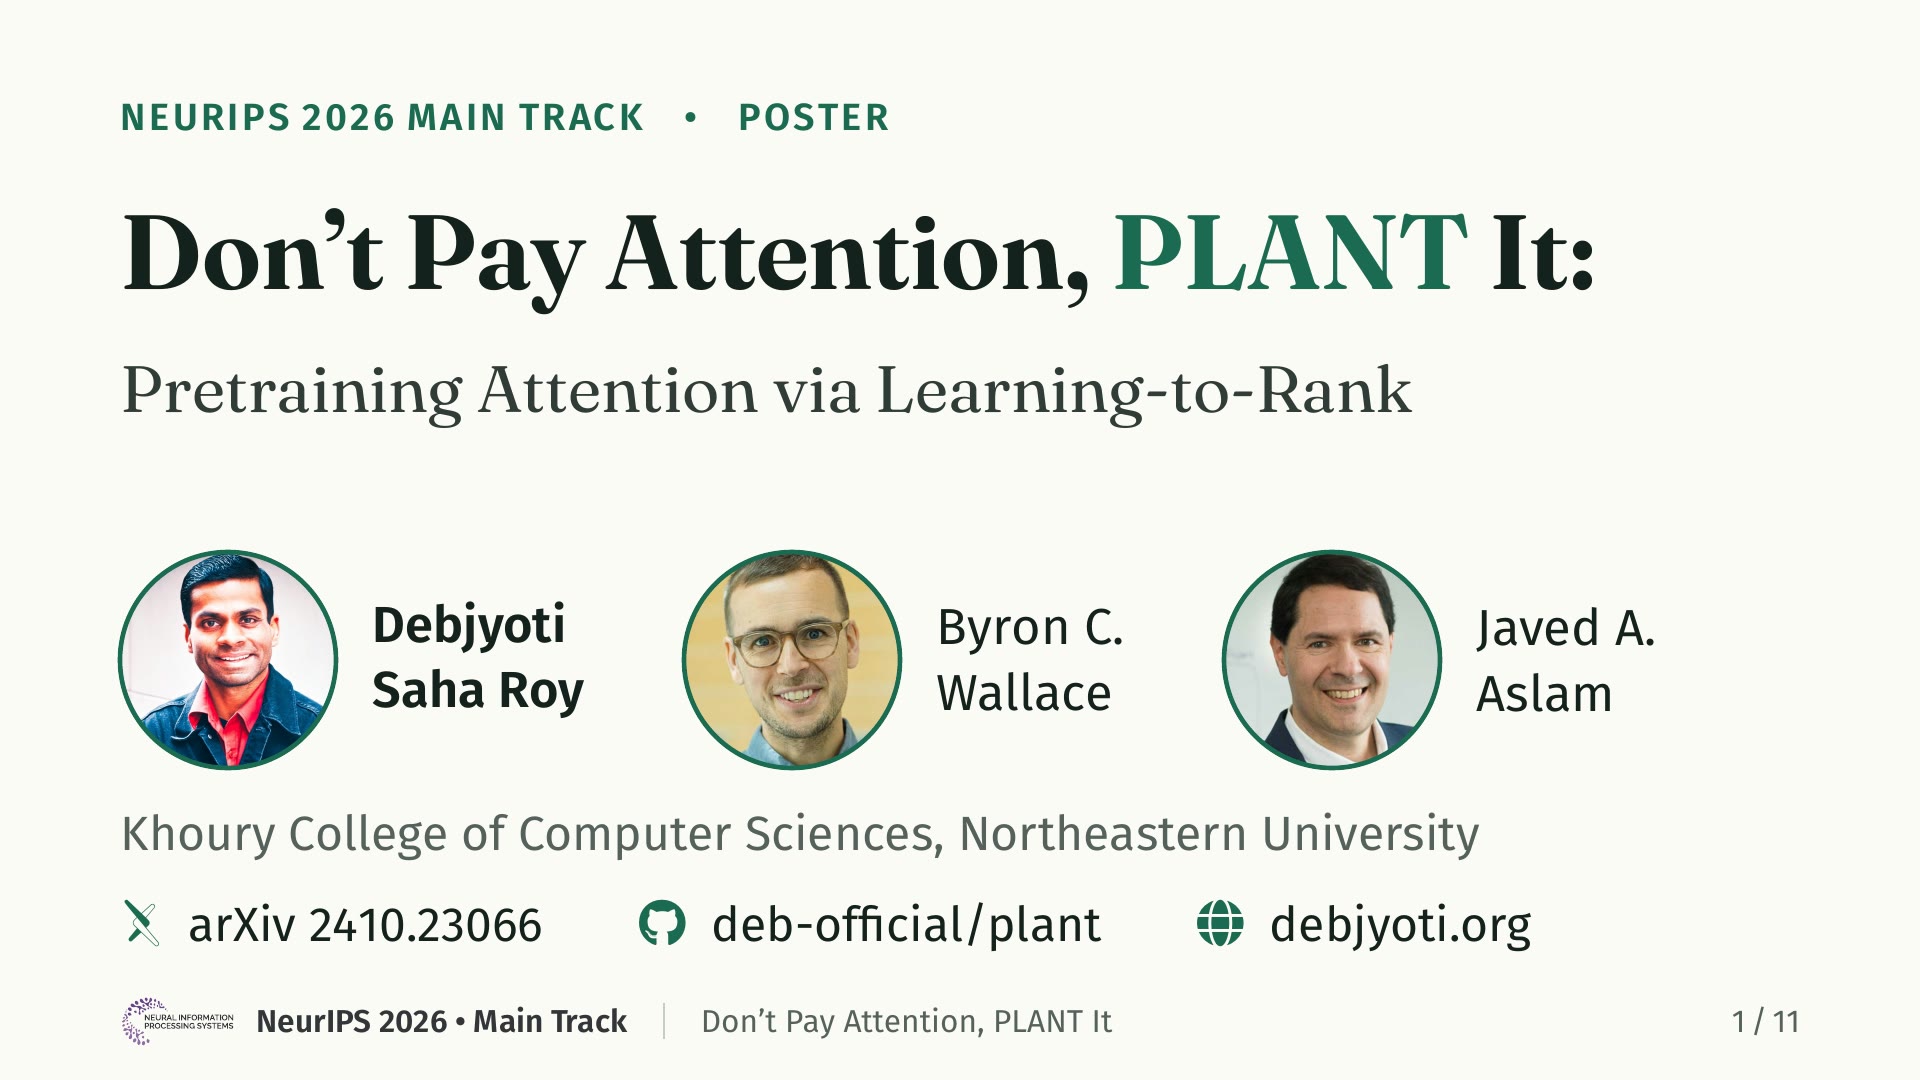 NEURIPS 2026 MAIN TRACK • POSTER
Don’t Pay Attention, PLANT It:
Pretraining Attention via Learning-to-Rank
Debjyoti
Saha Roy
Byron C.
Wallace
Javed A.
Aslam
Khoury College of Computer Sciences, Northeastern University
arXiv 2410.23066
deb-official/plant
debjyoti.org
NEURAL INFORMATION
PROCESSING SYSTEMS
NeurIPS 2026 • Main Track
Don’t Pay Attention, PLANT It
1 / 11